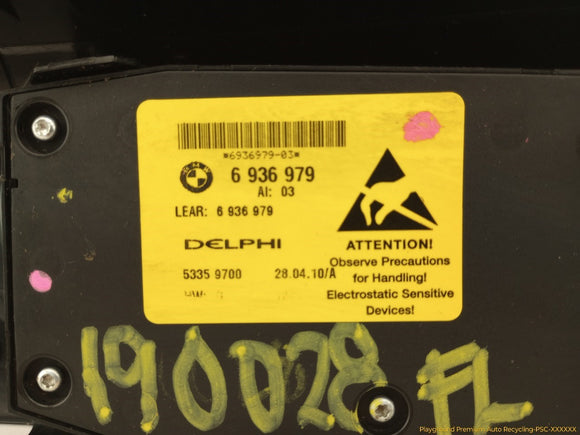 *6936979-03*
BMW
6 936 979
AI: 03
LEAR: 6 936 979
DELPHI
5335 9700 28.04.10/A
ATTENTION!
Observe Precautions
for Handling!
Electrostatic Sensitive
Devices!
190028 FL
Playground Premium Auto Recycling-PSC-XXXXXX